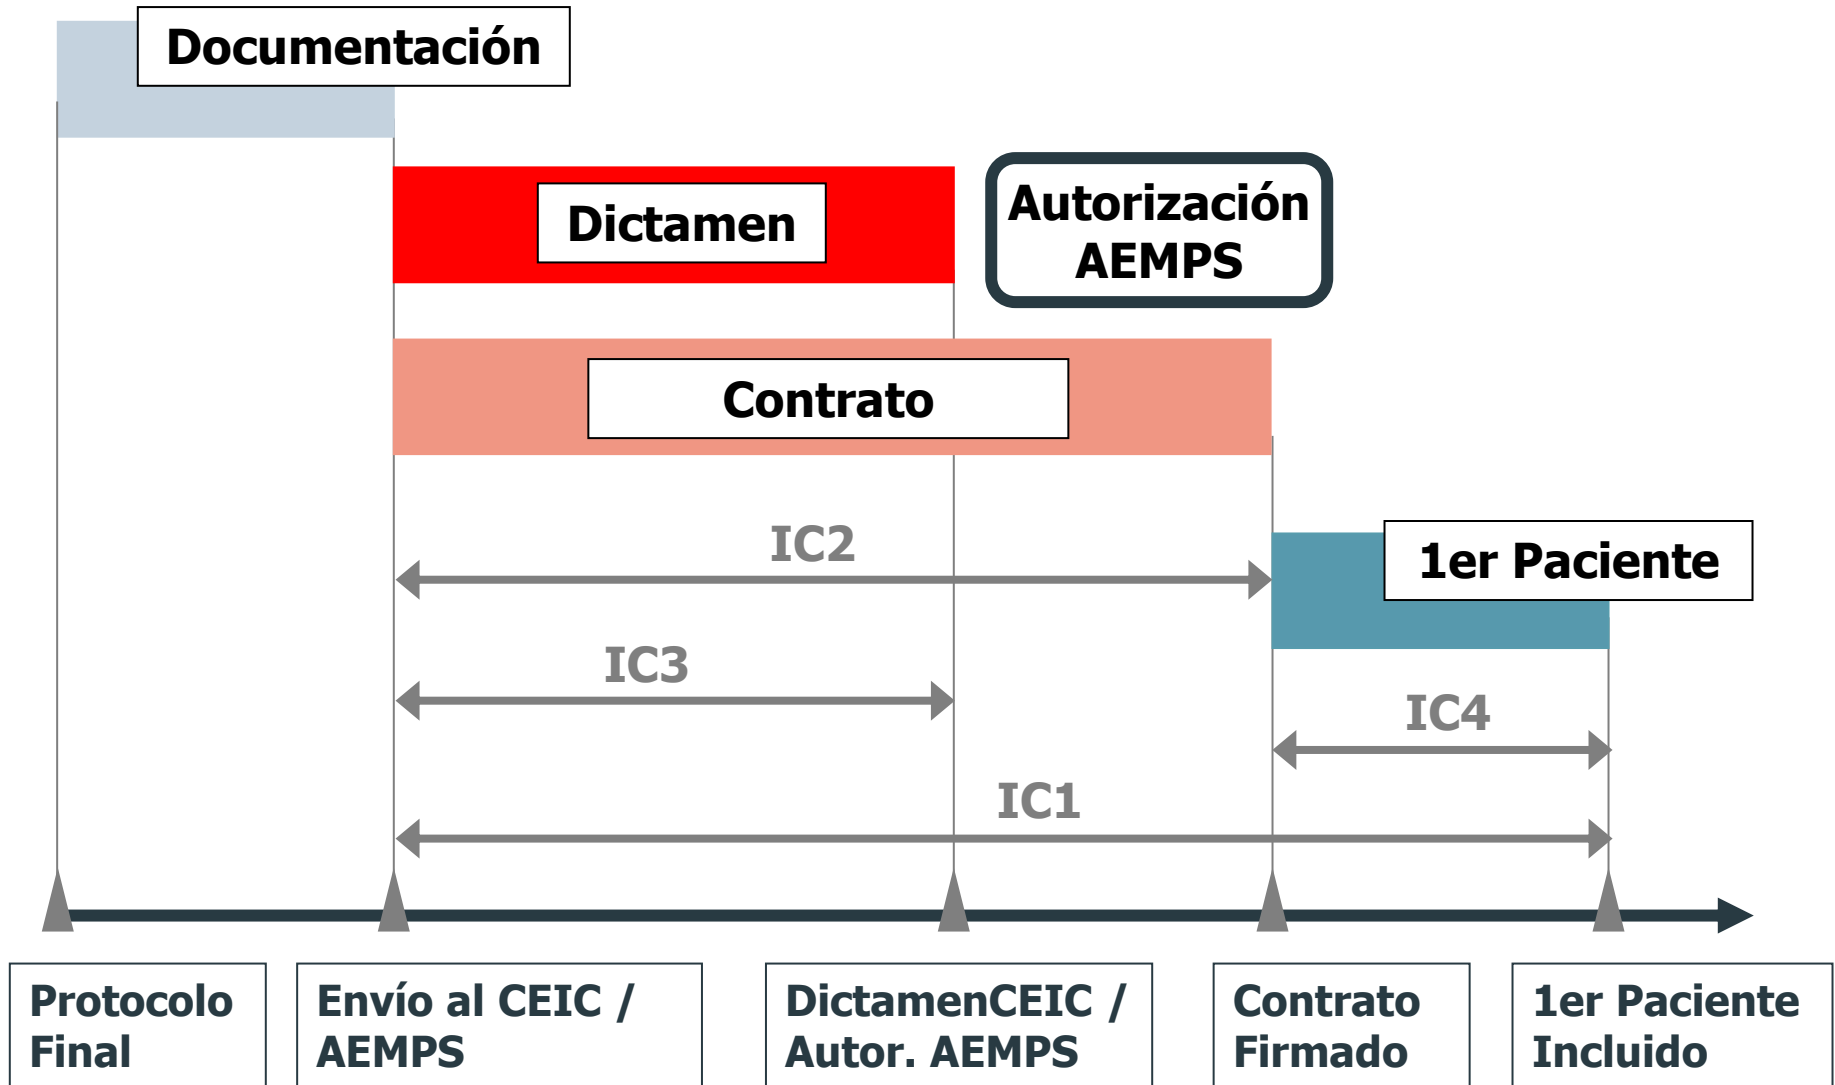 Documentación
Dictamen
Autorización
AEMPS
Contrato
IC2
1er Paciente
IC3
IC4
IC1
Protocolo
Final
Envío al CEIC /
AEMPS
DictamenCEIC /
Autor. AEMPS
Contrato
Firmado
1er Paciente
Incluido